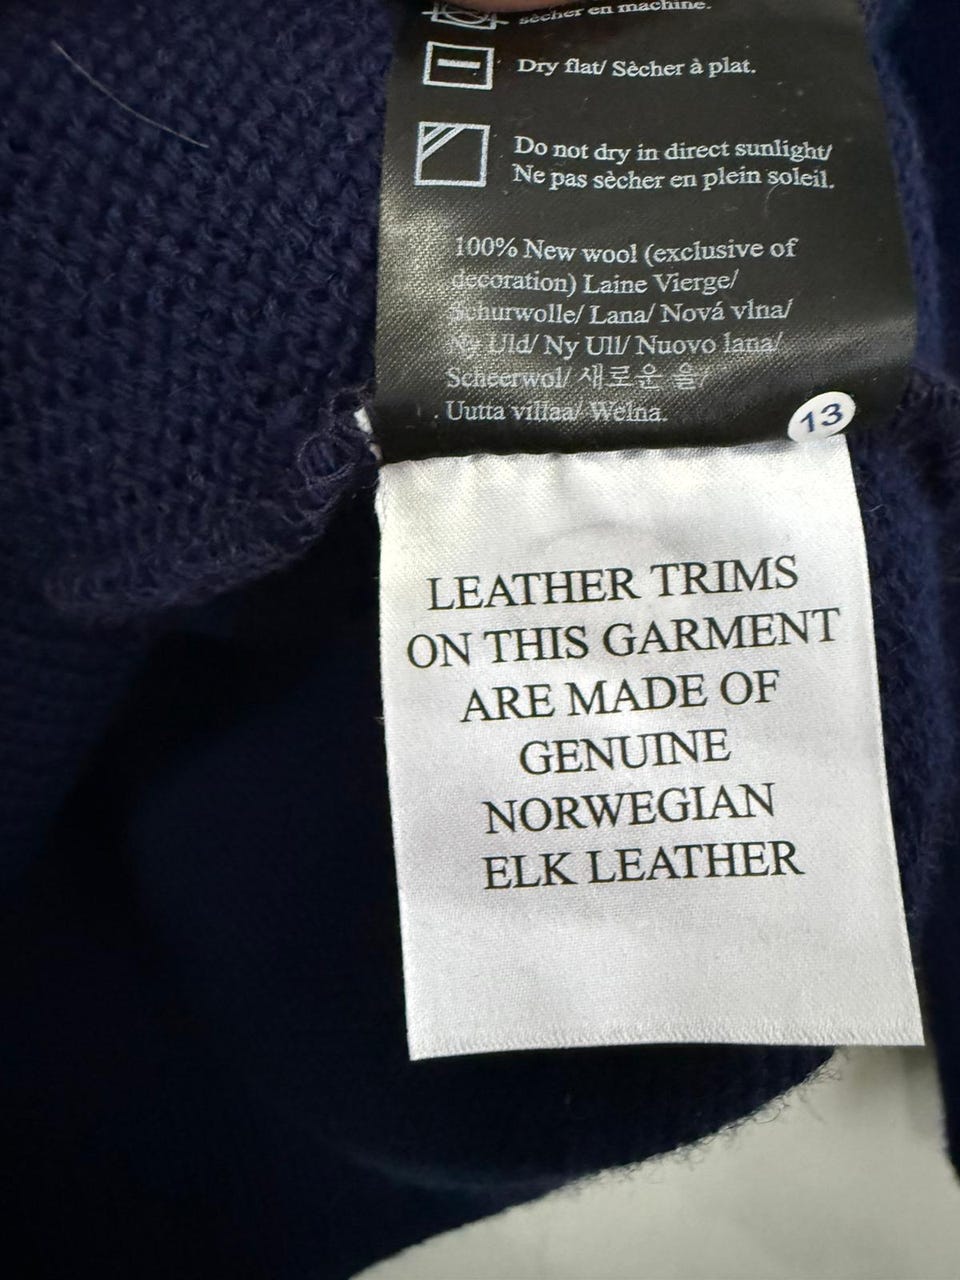 sècher en machine.
Dry flat/ Sècher à plat.
Do not dry in direct sunlight/
Ne pas sècher en plein soleil.
100% New wool (exclusive of
decoration) Laine Vierge/
Schurwolle/ Lana/ Nová vlna/
Ny Uld/ Ny Ull/ Nuovo lana/
Scheerwol/ 새로운 울/
Uutta villaa/ Wełna.
13
LEATHER TRIMS
ON THIS GARMENT
ARE MADE OF
GENUINE
NORWEGIAN
ELK LEATHER